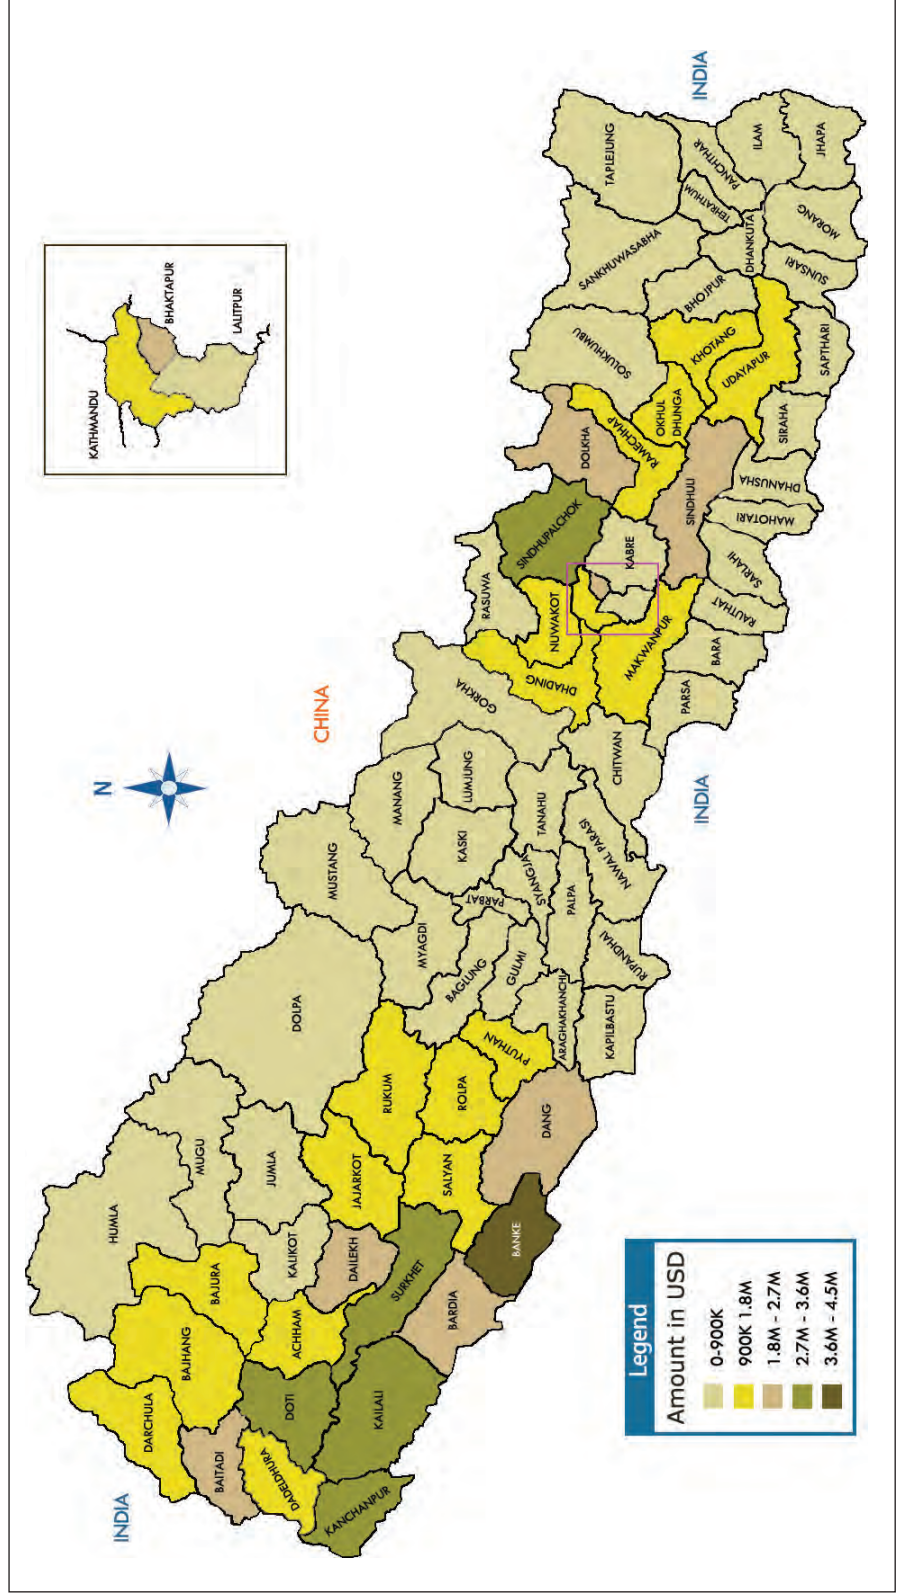 N
INDIA
CHINA
INDIA
INDIA
KATHMANDU
BHAKTAPUR
LALITPUR
DARCHULA
BAITADI
DADELDHURA
KANCHANPUR
BAJHANG
BAJURA
DOTI
ACHHAM
KAILALI
HUMLA
MUGU
JUMLA
KALIKOT
DAILEKH
SURKHET
BARDIA
BANKE
JAJARKOT
SALYAN
DOLPA
RUKUM
ROLPA
PYUTHAN
DANG
MUSTANG
MYAGDI
BAGLUNG
GULMI
ARAGHAKHANCHI
KAPILBASTU
PARBAT
SYANGJA
PALPA
RUPANDHAI
NAWAL PARASI
MANANG
KASKI
LUMJUNG
TANAHU
CHITWAN
GORKHA
DHADING
NUWAKOT
RASUWA
MAKWANPUR
PARSA
BARA
RAUTHAT
SARLAHI
MAHOTARI
DHANUSHA
SINDHUPALCHOK
KABRE
DOLKHA
RAMECHHAP
SINDHULI
OKHUL
DHUNGA
SOLUKHUMBU
KHOTANG
UDAYAPUR
SIRAHA
SAPTHARI
SANKHUWASABHA
BHOJPUR
DHANKUTA
TEHRATHUM
SUNSARI
MORANG
TAPLEJUNG
PANCHTHAR
ILAM
JHAPA
Legend
Amount in USD
0-900K
900K 1.8M
1.8M – 2.7M
2.7M – 3.6M
3.6M – 4.5M